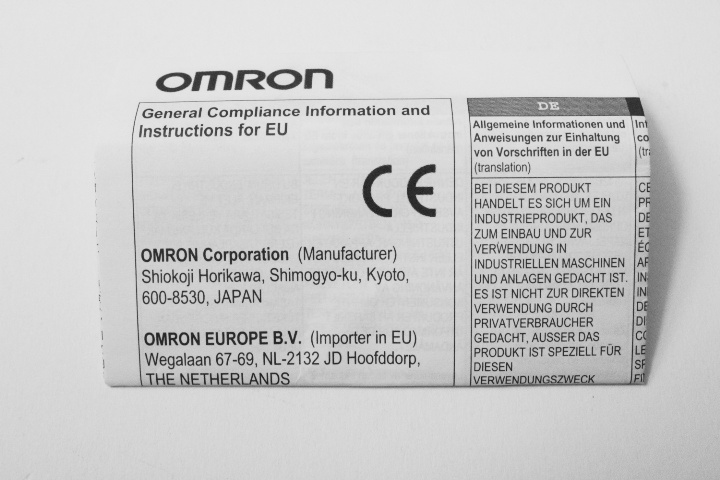 OMRON
General Compliance Information and
Instructions for EU
CE
OMRON Corporation (Manufacturer)
Shiokoji Horikawa, Shimogyo-ku, Kyoto,
600-8530, JAPAN
OMRON EUROPE B.V. (Importer in EU)
Wegalaan 67-69, NL-2132 JD Hoofddorp,
THE NETHERLANDS
DE
Allgemeine Informationen und
Anweisungen zur Einhaltung
von Vorschriften in der EU
(translation)
BEI DIESEM PRODUKT
HANDELT ES SICH UM EIN
INDUSTRIEPRODUKT, DAS
ZUM EINBAU UND ZUR
VERWENDUNG IN
INDUSTRIELLEN MASCHINEN
UND ANLAGEN GEDACHT IST.
ES IST NICHT ZUR DIREKTEN
VERWENDUNG DURCH
PRIVATVERBRAUCHER
GEDACHT, AUSSER DAS
PRODUKT IST SPEZIELL FÜR
DIESEN
VERWENDUNGSZWECK